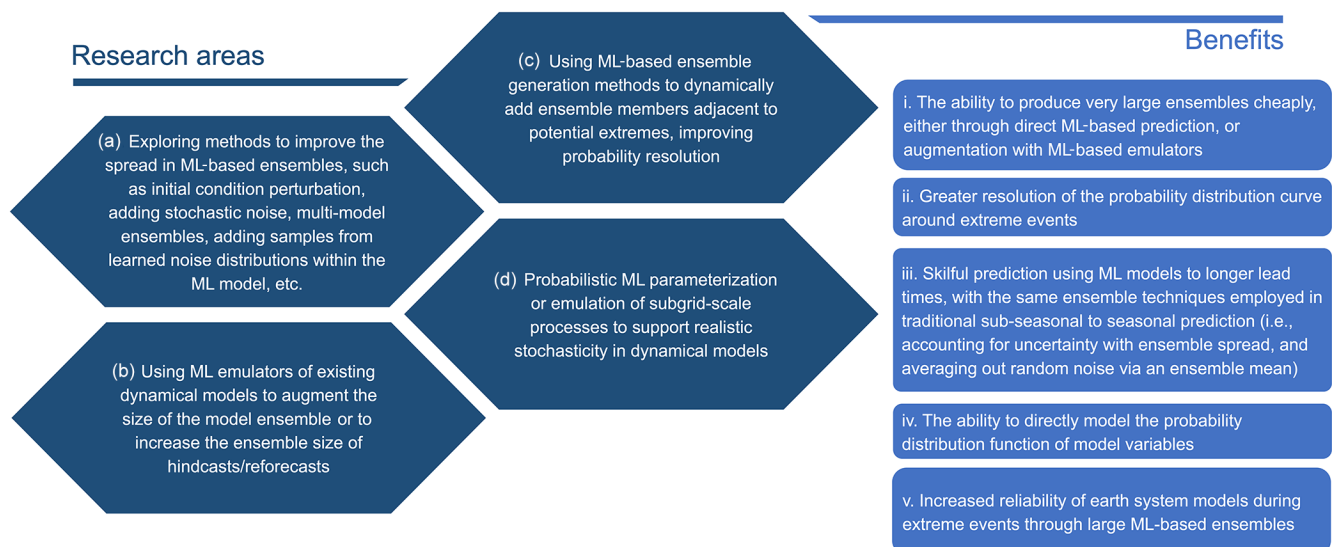 Research areas
(a) Exploring methods to improve the
spread in ML-based ensembles, such
as initial condition perturbation,
adding stochastic noise, multi-model
ensembles, adding samples from
learned noise distributions within the
ML model, etc.
(b) Using ML emulators of existing
dynamical models to augment the
size of the model ensemble or to
increase the ensemble size of
hindcasts/reforecasts
(c) Using ML-based ensemble
generation methods to dynamically
add ensemble members adjacent to
potential extremes, improving
probability resolution
(d) Probabilistic ML parameterization
or emulation of subgrid-scale
processes to support realistic
stochasticity in dynamical models
Benefits
i. The ability to produce very large ensembles cheaply,
either through direct ML-based prediction, or
augmentation with ML-based emulators
ii. Greater resolution of the probability distribution curve
around extreme events
iii. Skilful prediction using ML models to longer lead
times, with the same ensemble techniques employed in
traditional sub-seasonal to seasonal prediction (i.e.,
accounting for uncertainty with ensemble spread, and
averaging out random noise via an ensemble mean)
iv. The ability to directly model the probability
distribution function of model variables
v. Increased reliability of earth system models during
extreme events through large ML-based ensembles